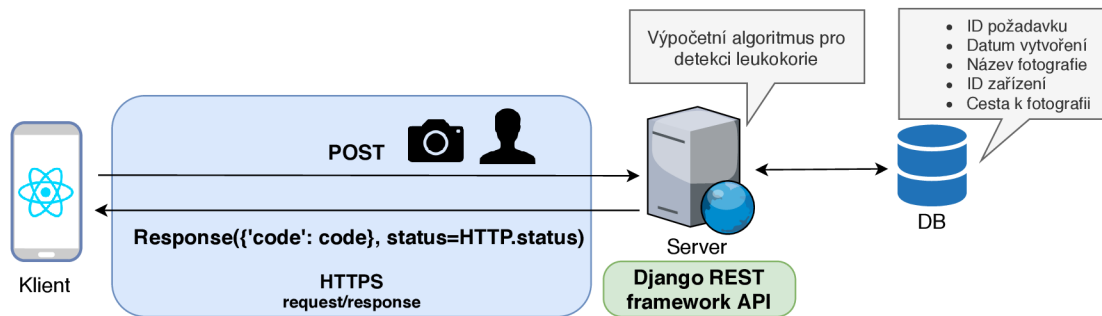 Výpočetní algoritmus pro
detekci leukokorie
ID požadavku
Datum vytvoření
Název fotografie
ID zařízení
Cesta k fotografii
POST
Response({'code': code}, status=HTTP.status)
HTTPS
request/response
Klient
Server
Django REST
framework API
DB